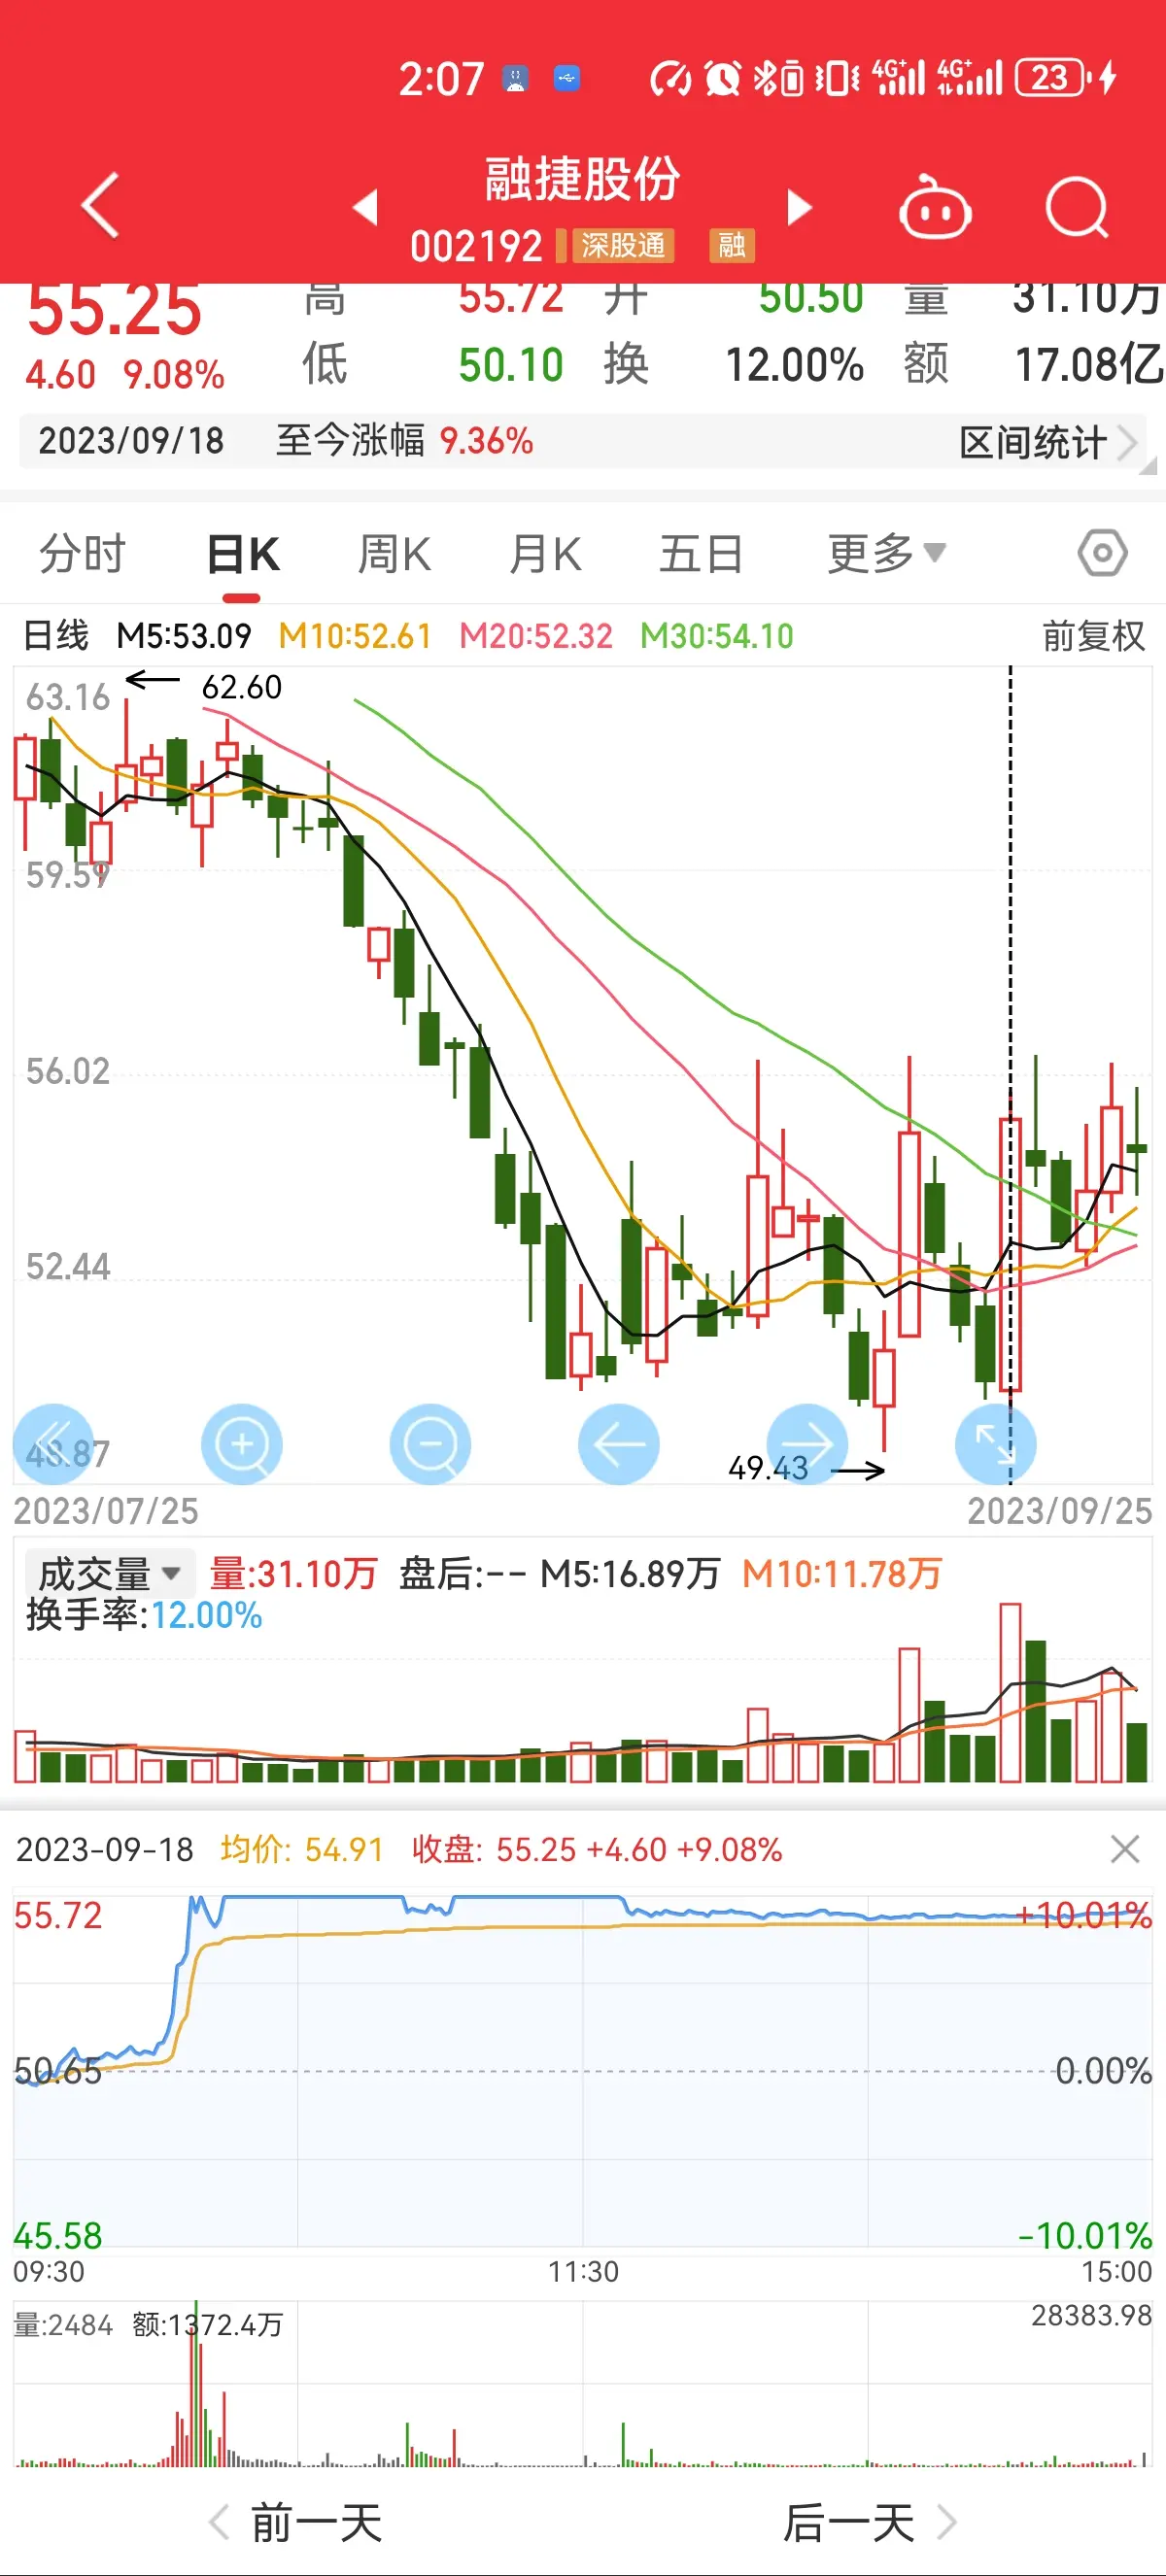 2:07 4G+ 4G+ 23
融捷股份
002192 深股通 融
55.25 高 55.72 开 50.50 量 31.10万
4.60 9.08% 低 50.10 换 12.00% 额 17.08亿
2023/09/18 至今涨幅 9.36% 区间统计
分时 日K 周K 月K 五日 更多
日线 M5:53.09 M10:52.61 M20:52.32 M30:54.10 前复权
63.16 62.60
59.59
56.02
52.44
48.87 49.43
2023/07/25 2023/09/25
成交量 量:31.10万 盘后:-- M5:16.89万 M10:11.78万
换手率:12.00%
2023-09-18 均价: 54.91 收盘: 55.25 +4.60 +9.08%
55.72 +10.01%
50.65 0.00%
45.58 -10.01%
09:30 11:30 15:00
量:2484 额:1372.4万 28383.98
前一天 后一天